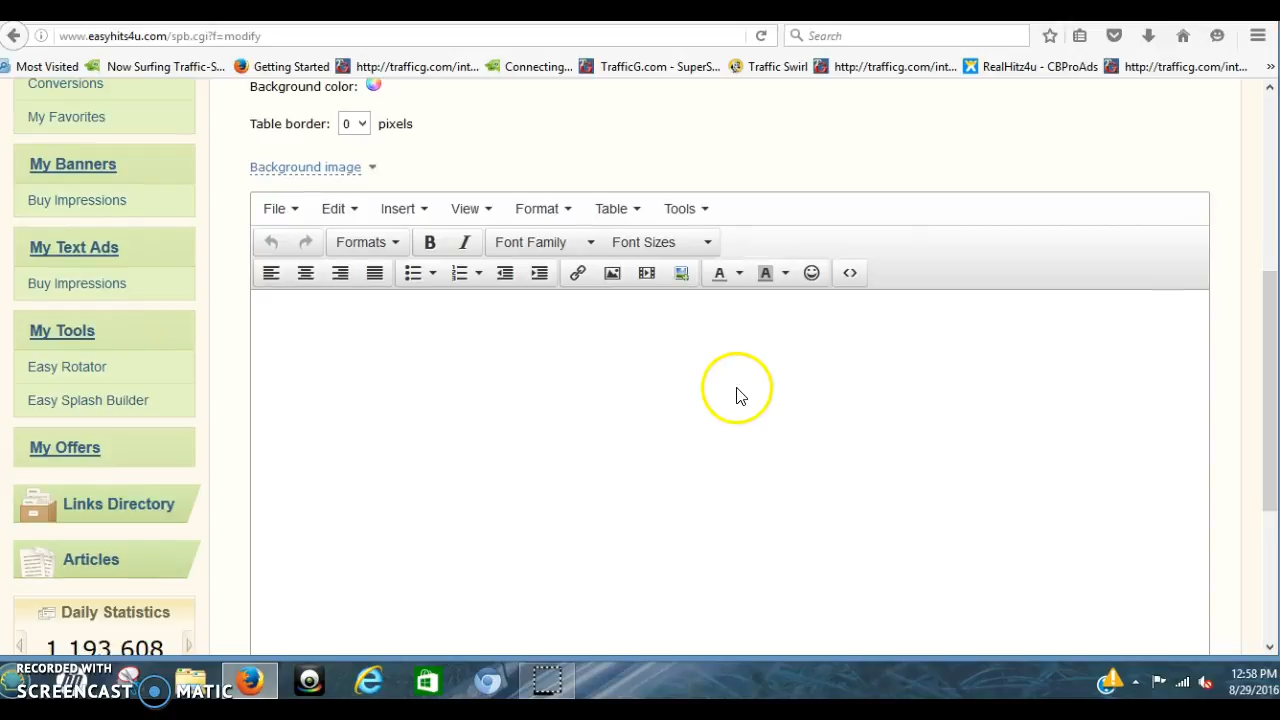 www.easyhits4u.com/spb.cgi?f=modify
Search
Most Visited
Now Surfing Traffic-S...
Getting Started
http://trafficg.com/int...
Connecting...
TrafficG.com - SuperS...
Traffic Swirl
http://trafficg.com/int...
RealHitz4u - CBProAds
http://trafficg.com/int...
»
Conversions
My Favorites
My Banners
Buy Impressions
My Text Ads
Buy Impressions
My Tools
Easy Rotator
Easy Splash Builder
My Offers
Links Directory
Articles
Daily Statistics
1 193 608
Background color:
Table border: 0 pixels
Background image
File Edit Insert View Format Table Tools
Formats B I Font Family Font Sizes
A A
RECORDED WITH
SCREENCAST MATIC
12:58 PM
8/29/2016